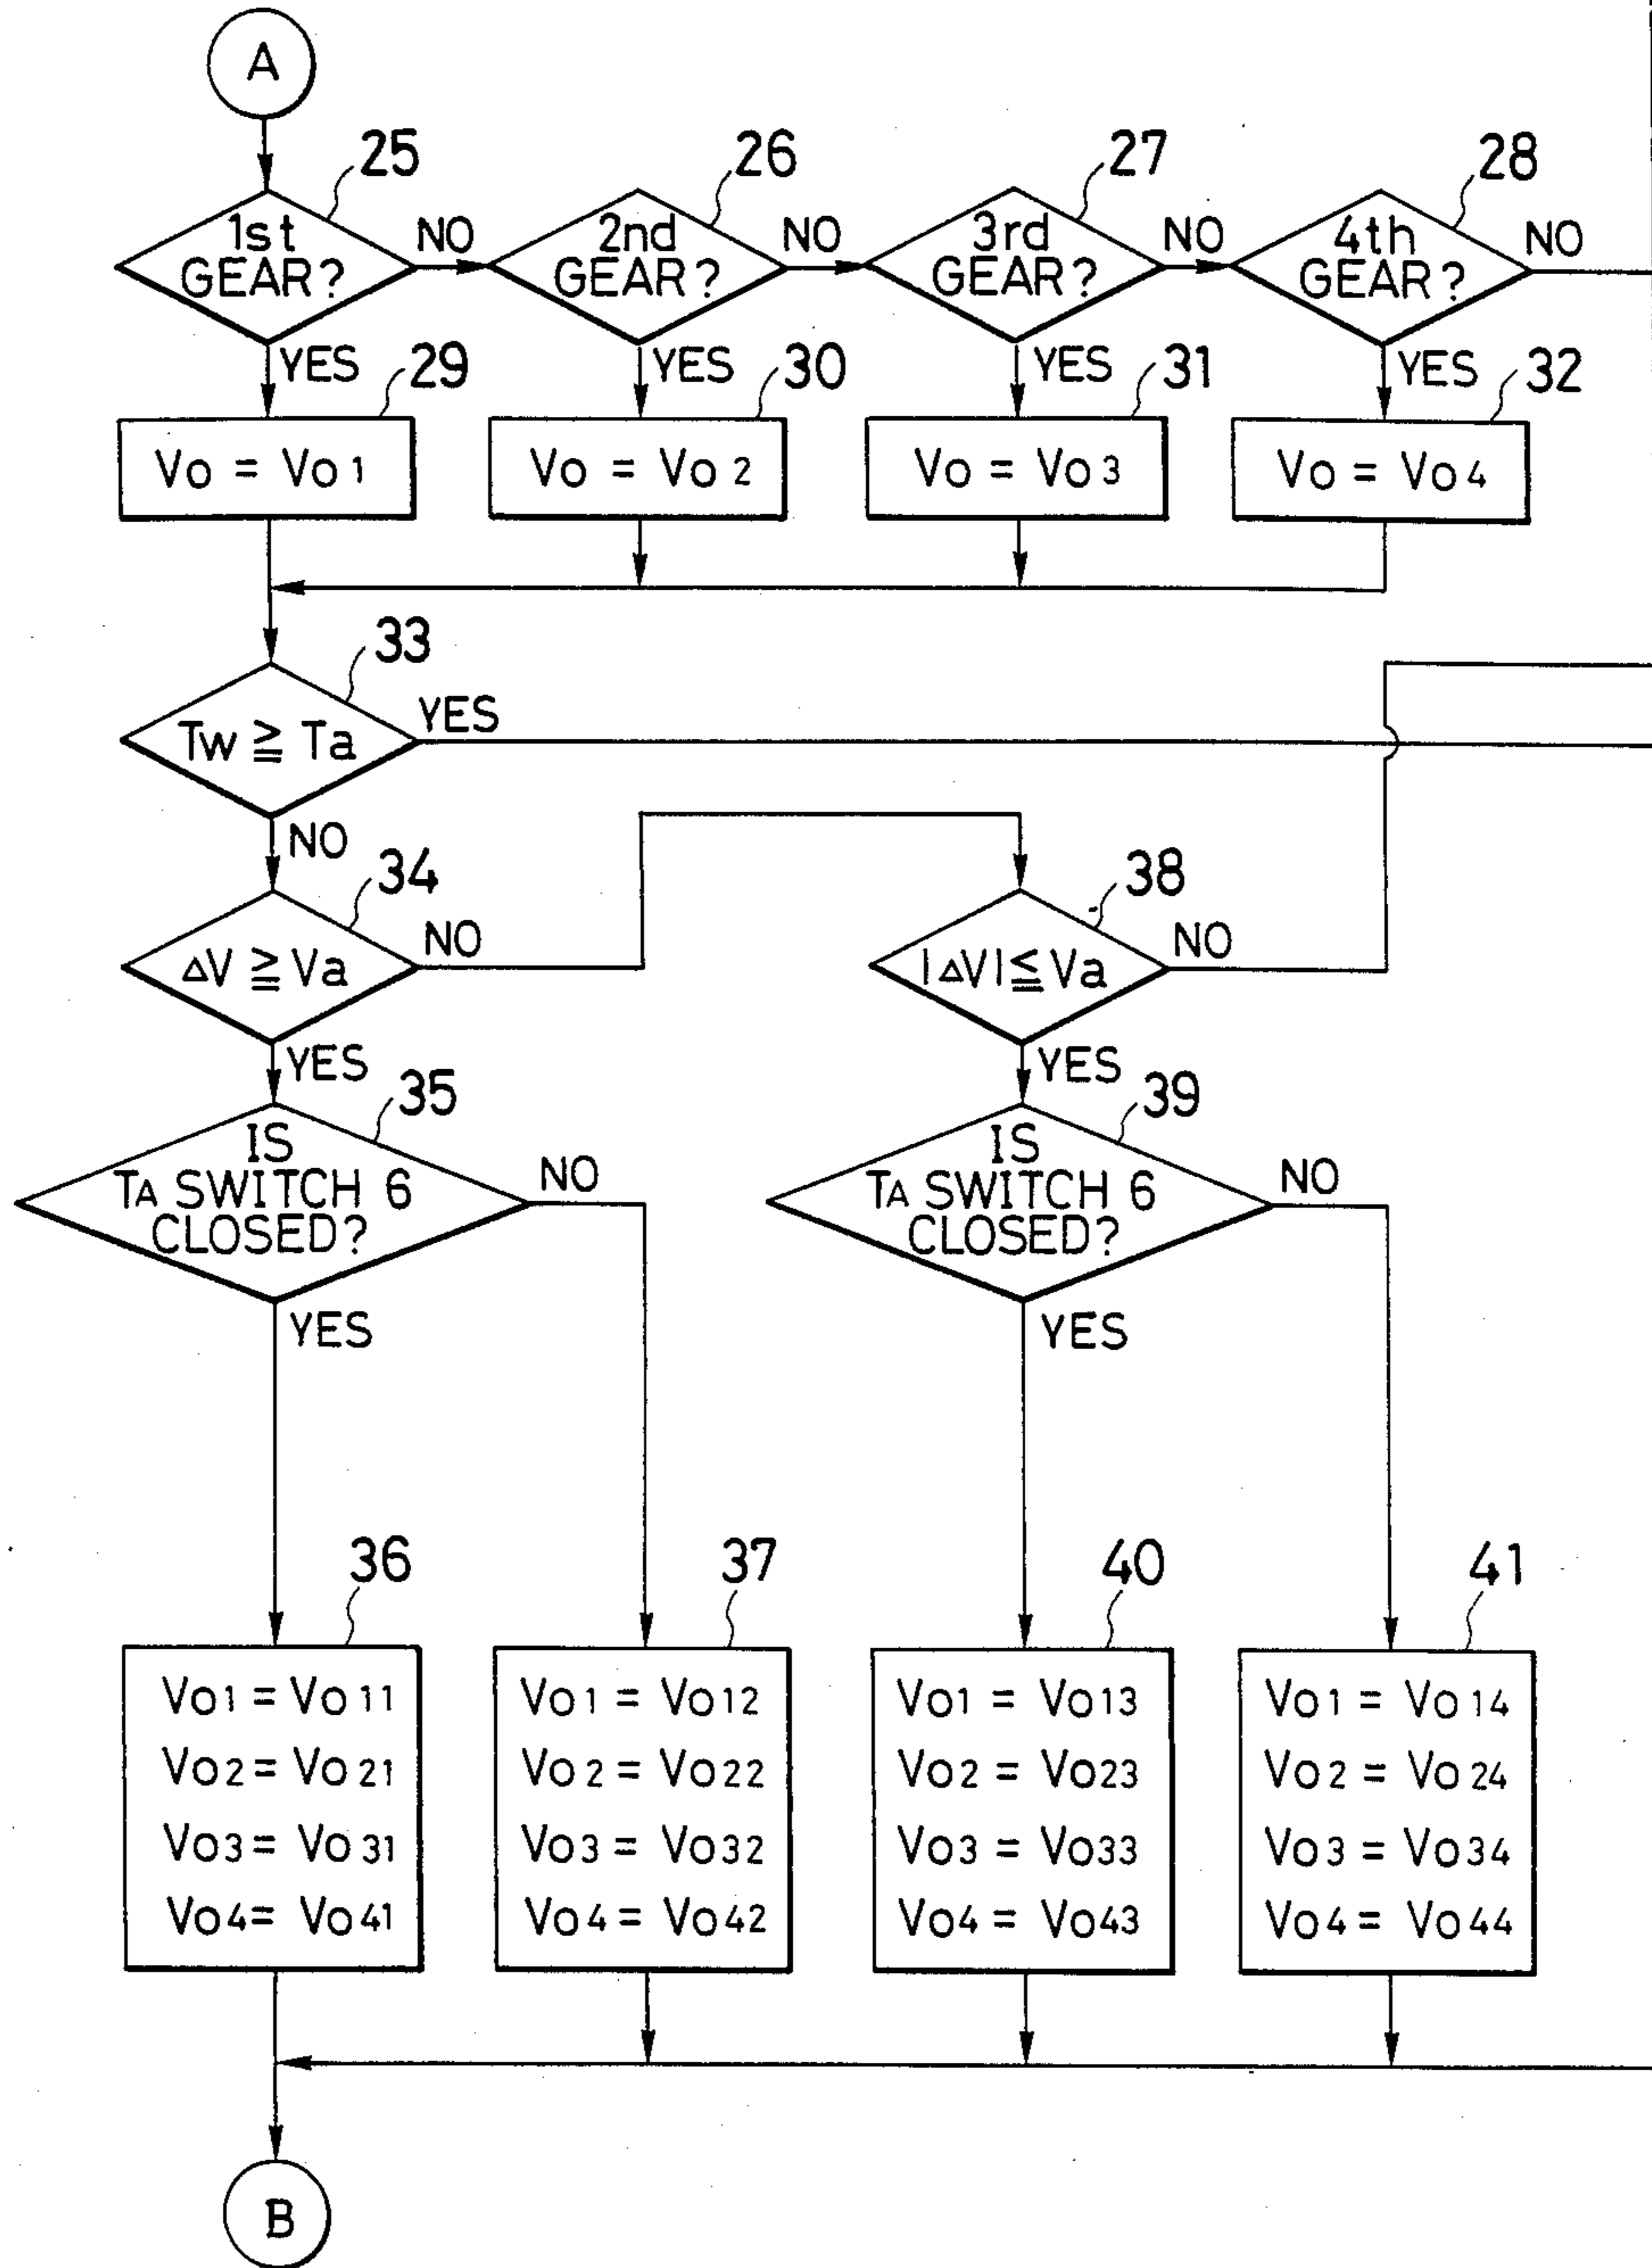 A
25
26
27
28
1st
GEAR?
NO
2nd
GEAR?
NO
3rd
GEAR?
NO
4th
GEAR?
NO
YES
29
YES
30
YES
31
YES
32
Vo = Vo1
Vo = Vo2
Vo = Vo3
Vo = Vo4
33
Tw ≧ Ta
YES
NO
34
ΔV ≧ Va
NO
38
|ΔV| ≦ Va
NO
YES
35
IS
TA SWITCH 6
CLOSED?
NO
YES
YES
39
IS
TA SWITCH 6
CLOSED?
NO
YES
36
Vo1 = Vo11
Vo2 = Vo21
Vo3 = Vo31
Vo4 = Vo41
37
Vo1 = Vo12
Vo2 = Vo22
Vo3 = Vo32
Vo4 = Vo42
40
Vo1 = Vo13
Vo2 = Vo23
Vo3 = Vo33
Vo4 = Vo43
41
Vo1 = Vo14
Vo2 = Vo24
Vo3 = Vo34
Vo4 = Vo44
B